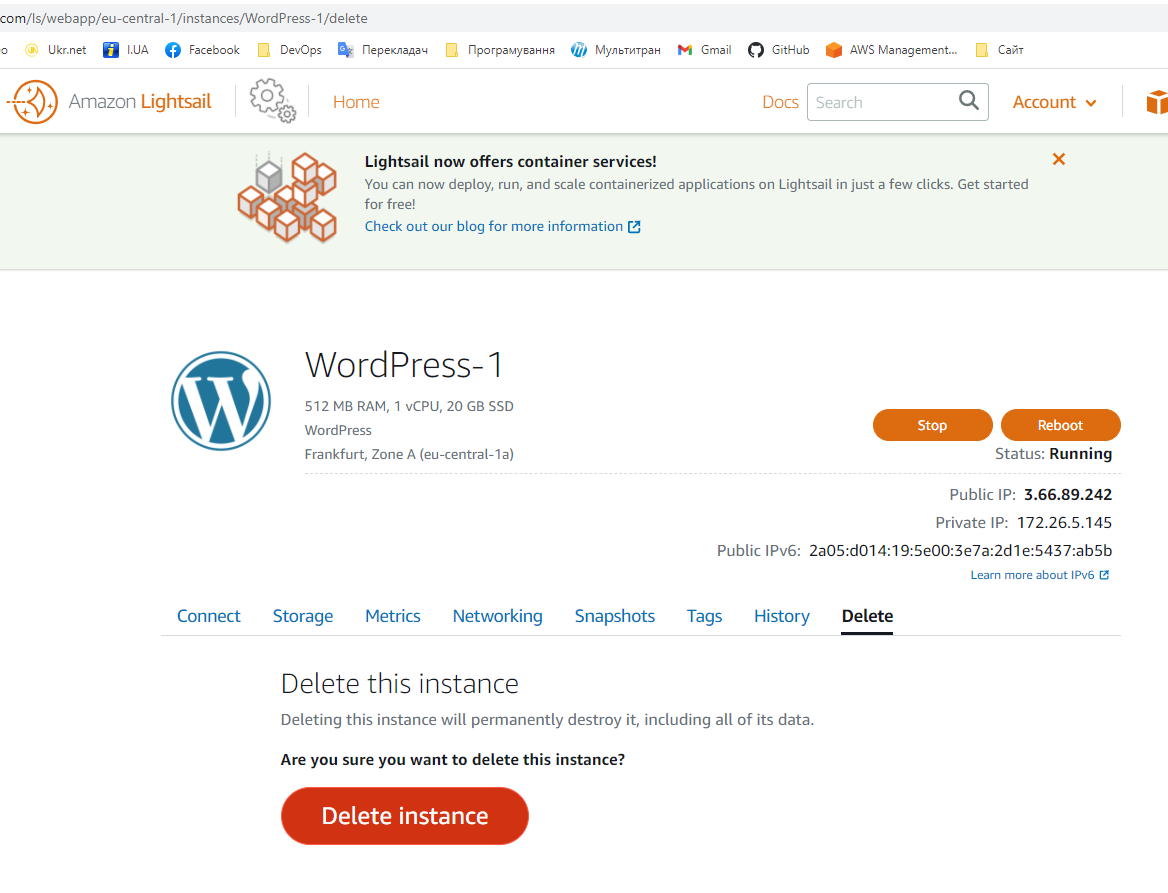 com/ls/webapp/eu-central-1/instances/WordPress-1/delete
Ukr.net I.UA Facebook DevOps Перекладач Програмування Мультитран Gmail GitHub AWS Management... Сайт
Amazon Lightsail Home Docs Search Account
Lightsail now offers container services!
You can now deploy, run, and scale containerized applications on Lightsail in just a few clicks. Get started
for free!
Check out our blog for more information
WordPress-1
512 MB RAM, 1 vCPU, 20 GB SSD
WordPress
Frankfurt, Zone A (eu-central-1a)
Stop Reboot
Status: Running
Public IP: 3.66.89.242
Private IP: 172.26.5.145
Public IPv6: 2a05:d014:19:5e00:3e7a:2d1e:5437:ab5b
Learn more about IPv6
Connect Storage Metrics Networking Snapshots Tags History Delete
Delete this instance
Deleting this instance will permanently destroy it, including all of its data.
Are you sure you want to delete this instance?
Delete instance